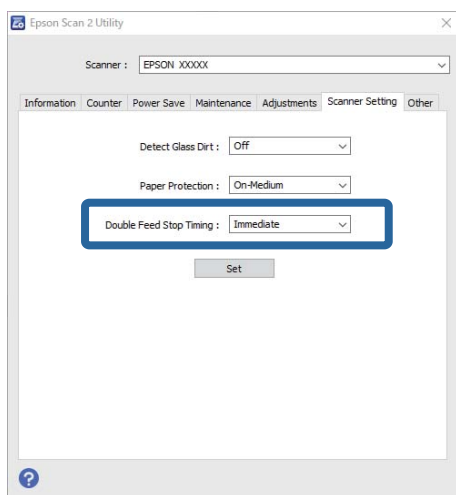 Epson Scan 2 Utility
Scanner : EPSON XXXXX
Information Counter Power Save Maintenance Adjustments Scanner Setting Other
Detect Glass Dirt : Off
Paper Protection : On-Medium
Double Feed Stop Timing : Immediate
Set
?